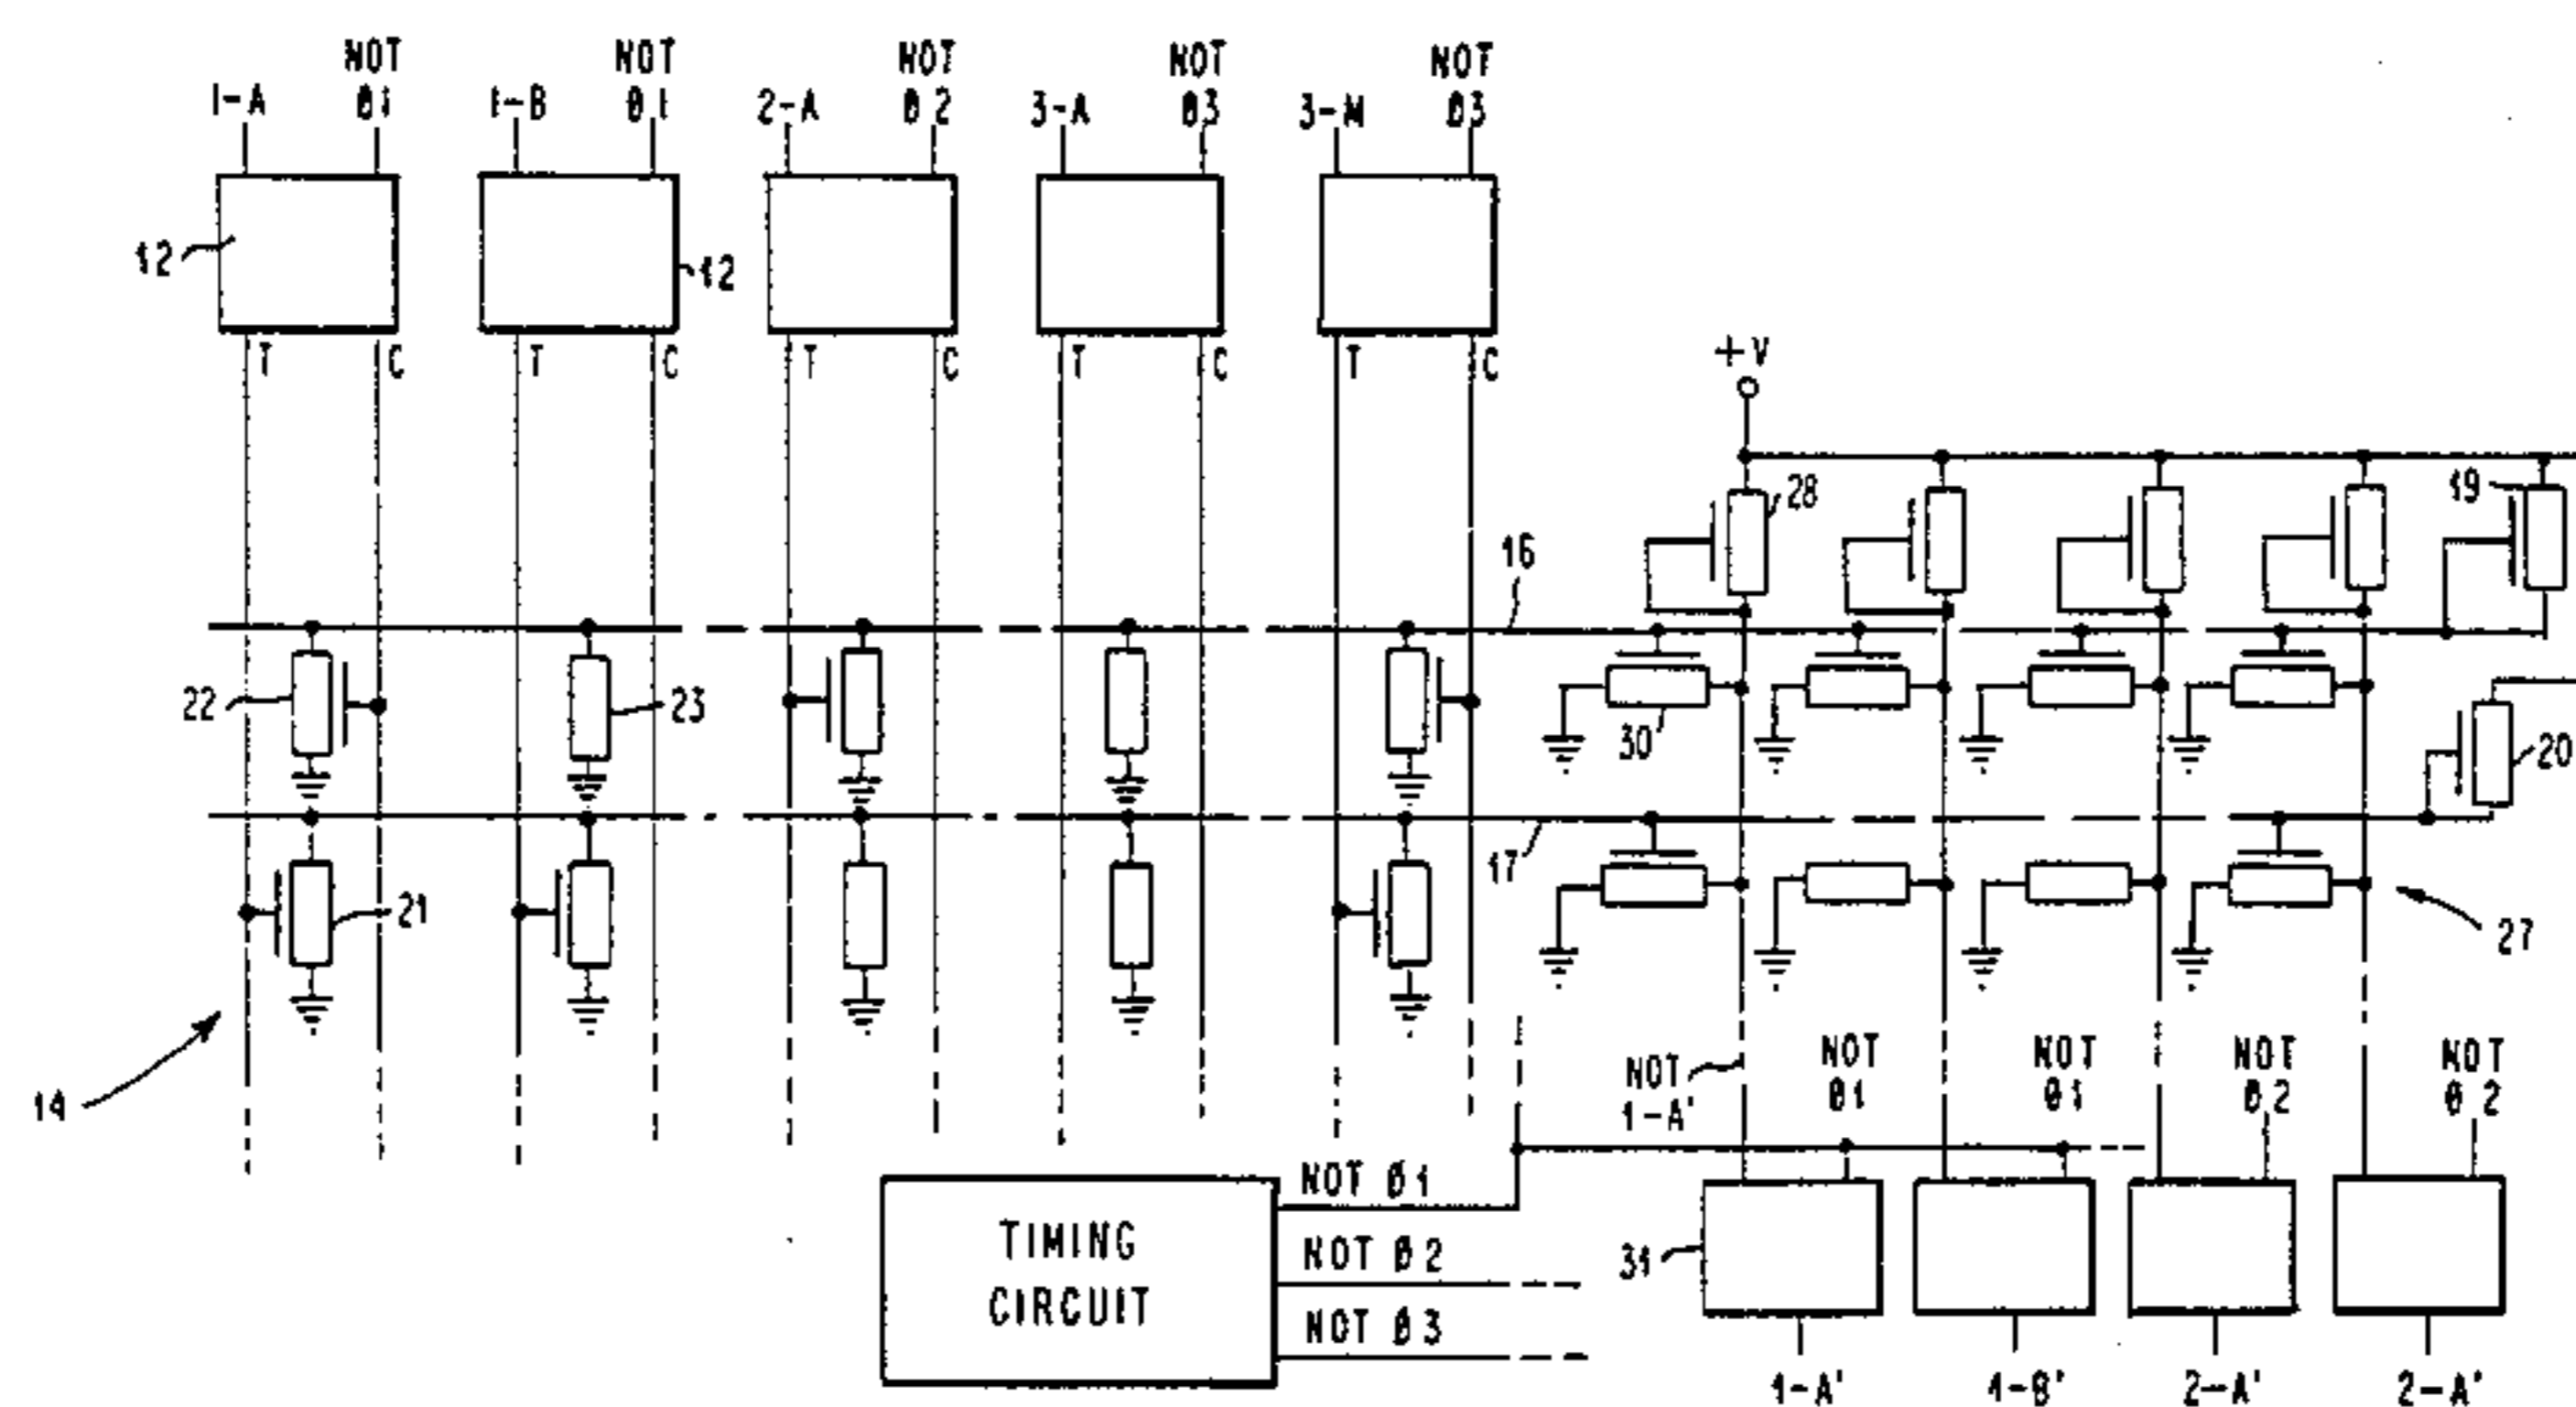 1-A NOT Ø1 1-B NOT Ø1 2-A NOT Ø2 3-A NOT Ø3 3-M NOT Ø3
12 12
T C T C T C T C T C
+V
28 19
16
22 23 30 20
17
21 27
14
NOT 1-A' NOT Ø1 NOT Ø1 NOT Ø2 NOT Ø2
TIMING CIRCUIT
NOT Ø1
NOT Ø2
NOT Ø3
31
1-A' 1-B' 2-A' 2-A'